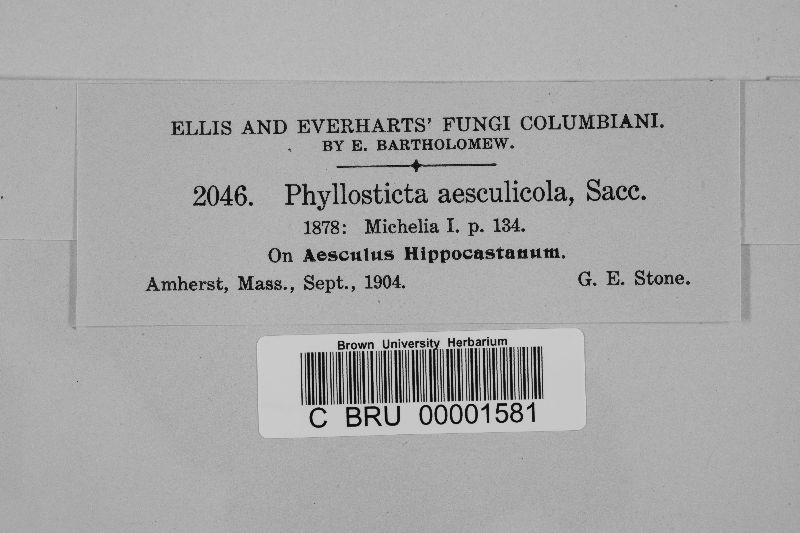 ELLIS AND EVERHARTS' FUNGI COLUMBIANI.
BY E. BARTHOLOMEW.
2046. Phyllosticta aesculicola, Sacc.
1878: Michelia I. p. 134.
On Aesculus Hippocastanum.
Amherst, Mass., Sept., 1904. G. E. Stone.
Brown University Herbarium
C BRU 00001581